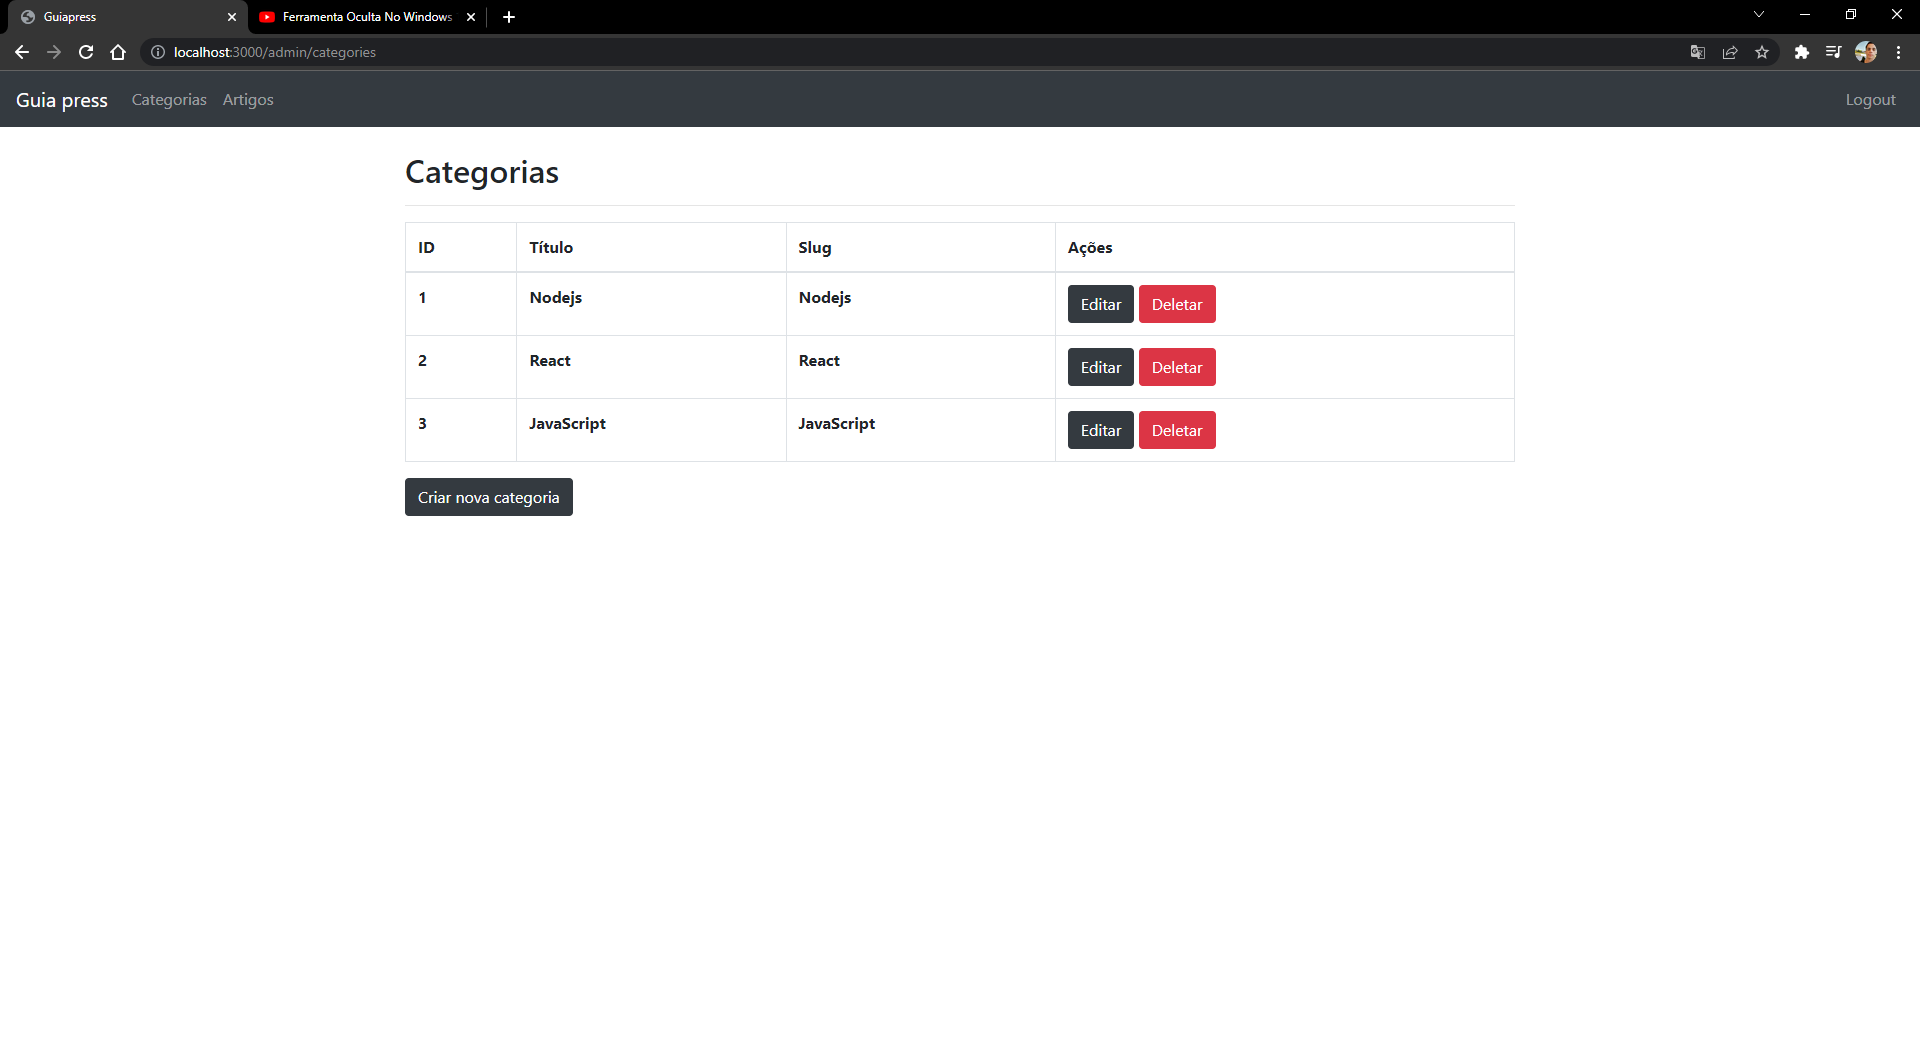 Guiapress
Ferramenta Oculta No Windows
localhost:3000/admin/categories
Guia press Categorias Artigos Logout
Categorias
ID Título Slug Ações
1 Nodejs Nodejs Editar Deletar
2 React React Editar Deletar
3 JavaScript JavaScript Editar Deletar
Criar nova categoria